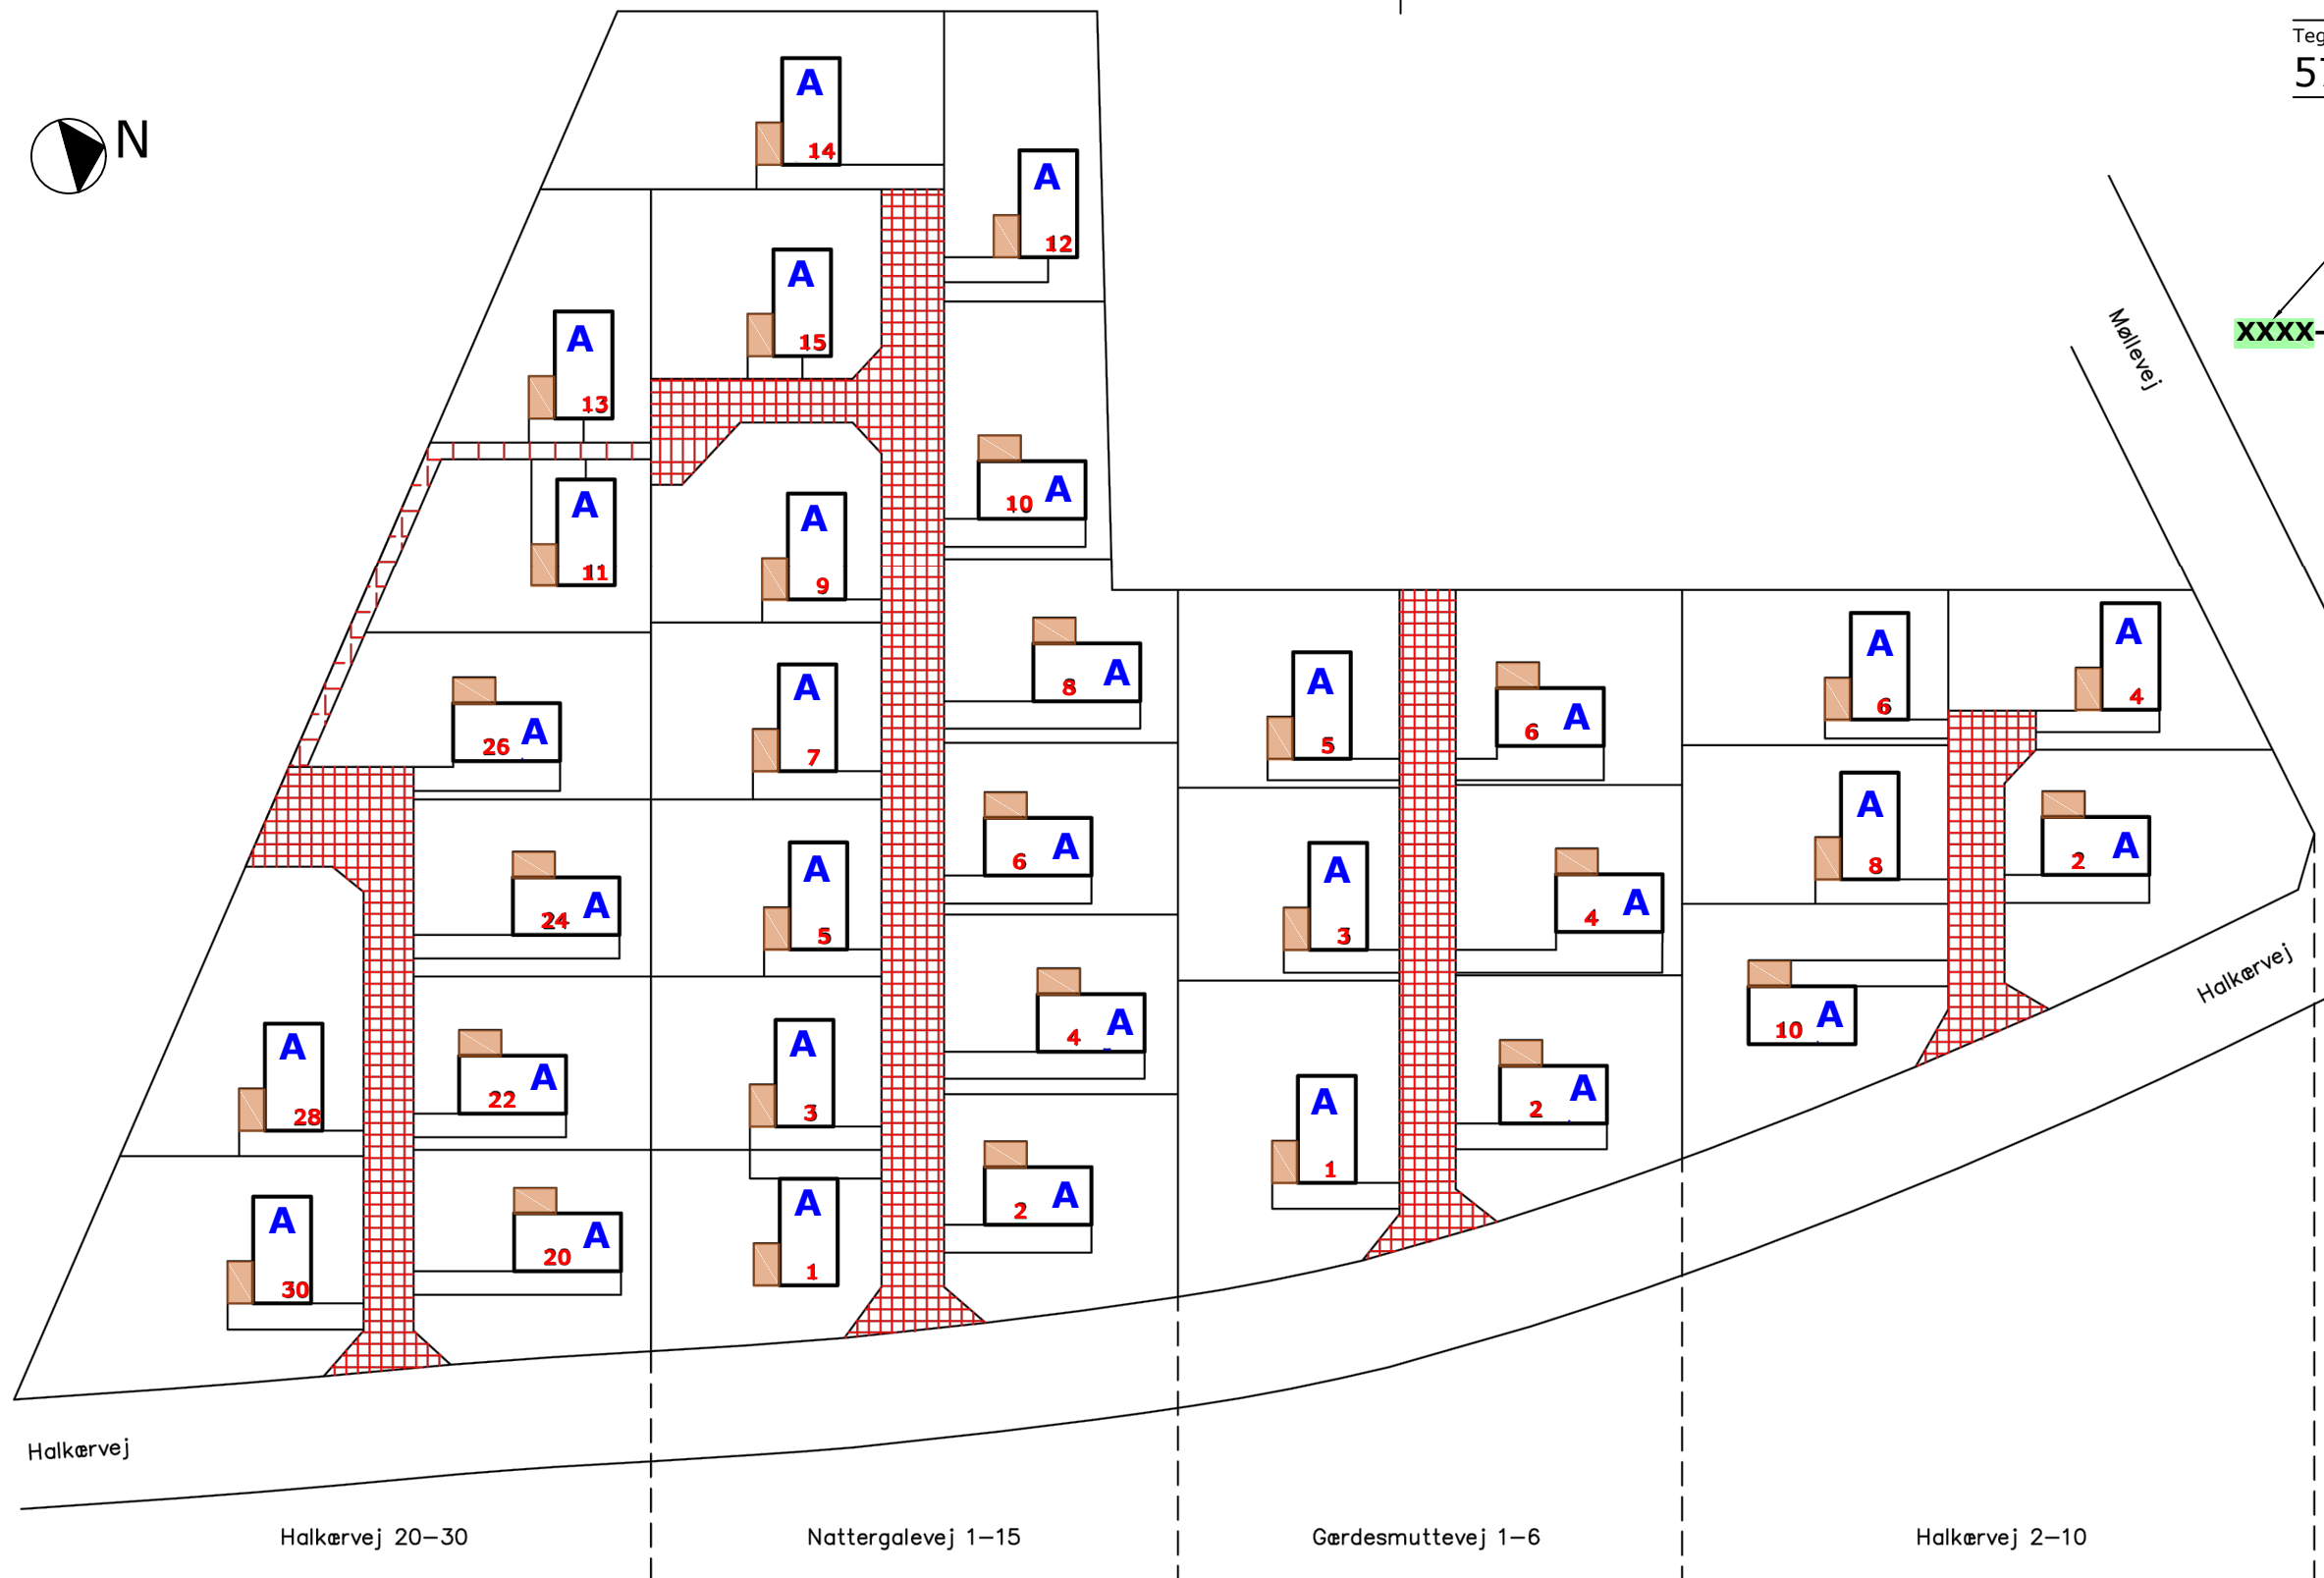 Teg
57
N
A
14
A
12
A
15
A
13
A
10
A
11
A
9
A
8
A
26
A
7
A
5
A
6
A
6
A
4
Møllevej
XXXX-
A
24
A
5
A
6
A
3
A
4
A
8
A
2
A
28
A
22
A
3
A
4
A
1
A
2
A
10
Halkærvej
A
30
A
20
A
1
A
2
Halkærvej
Halkærvej 20–30
Nattergalevej 1–15
Gærdesmuttevej 1–6
Halkærvej 2–10